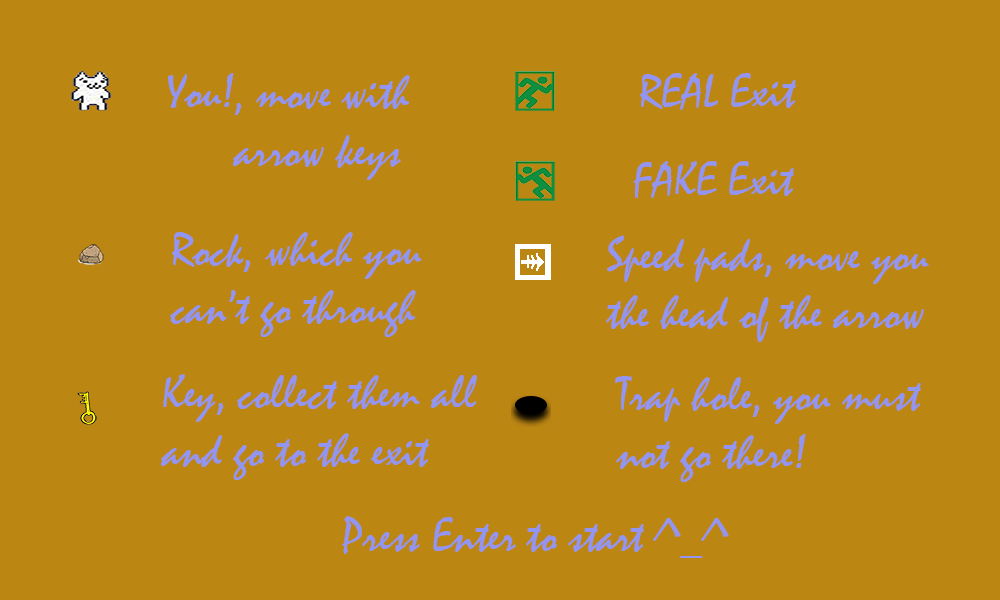 You!, move with
arrow keys
Rock, which you
can't go through
Key, collect them all
and go to the exit
REAL Exit
FAKE Exit
Speed pads, move you
the head of the arrow
Trap hole, you must
not go there!
Press Enter to start ^_^